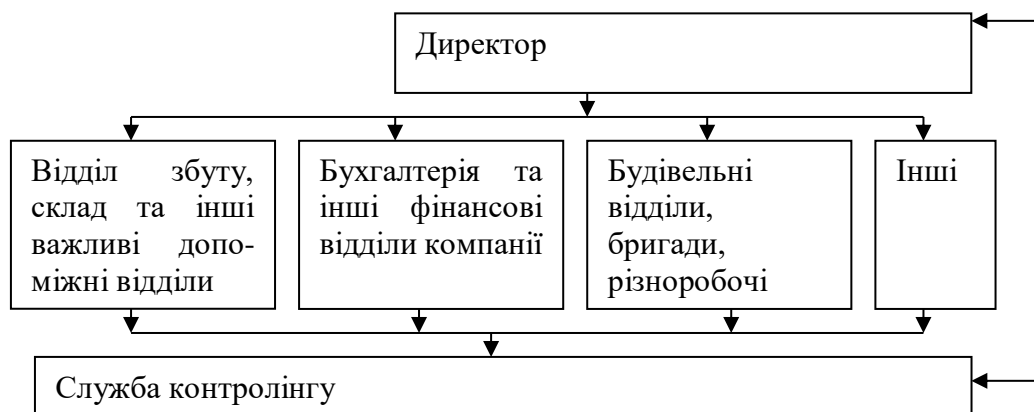 Директор
Відділ збуту,
склад та інші
важливі допо-
міжні відділи
Бухгалтерія та
інші фінансові
відділи компанії
Будівельні
відділи,
бригади,
різноробочі
Інші
Служба контролінгу